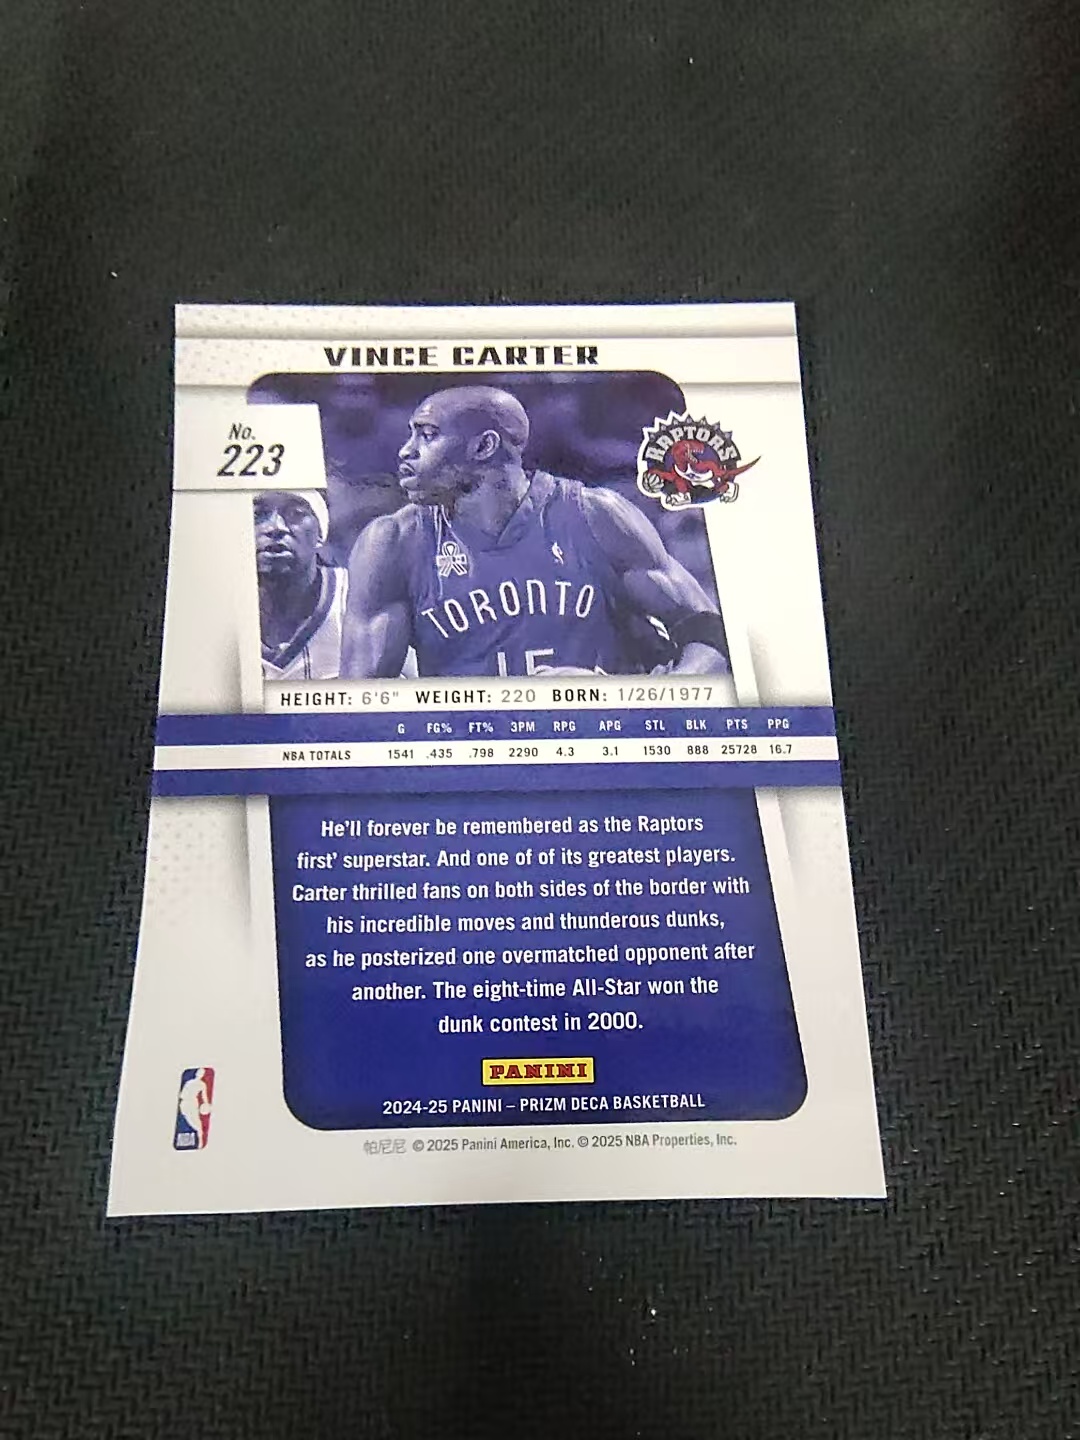 VINCE CARTER
No.
223
RAPTORS
TORONTO
15
HEIGHT: 6'6" WEIGHT: 220 BORN: 1/26/1977
G FG% FT% 3PM RPG APG STL BLK PTS PPG
NBA TOTALS 1541 .435 .798 2290 4.3 3.1 1530 888 25728 16.7
He'll forever be remembered as the Raptors
first' superstar. And one of of its greatest players.
Carter thrilled fans on both sides of the border with
his incredible moves and thunderous dunks,
as he posterized one overmatched opponent after
another. The eight-time All-Star won the
dunk contest in 2000.
PANINI
2024-25 PANINI – PRIZM DECA BASKETBALL
NBA
帕尼尼 © 2025 Panini America, Inc. © 2025 NBA Properties, Inc.